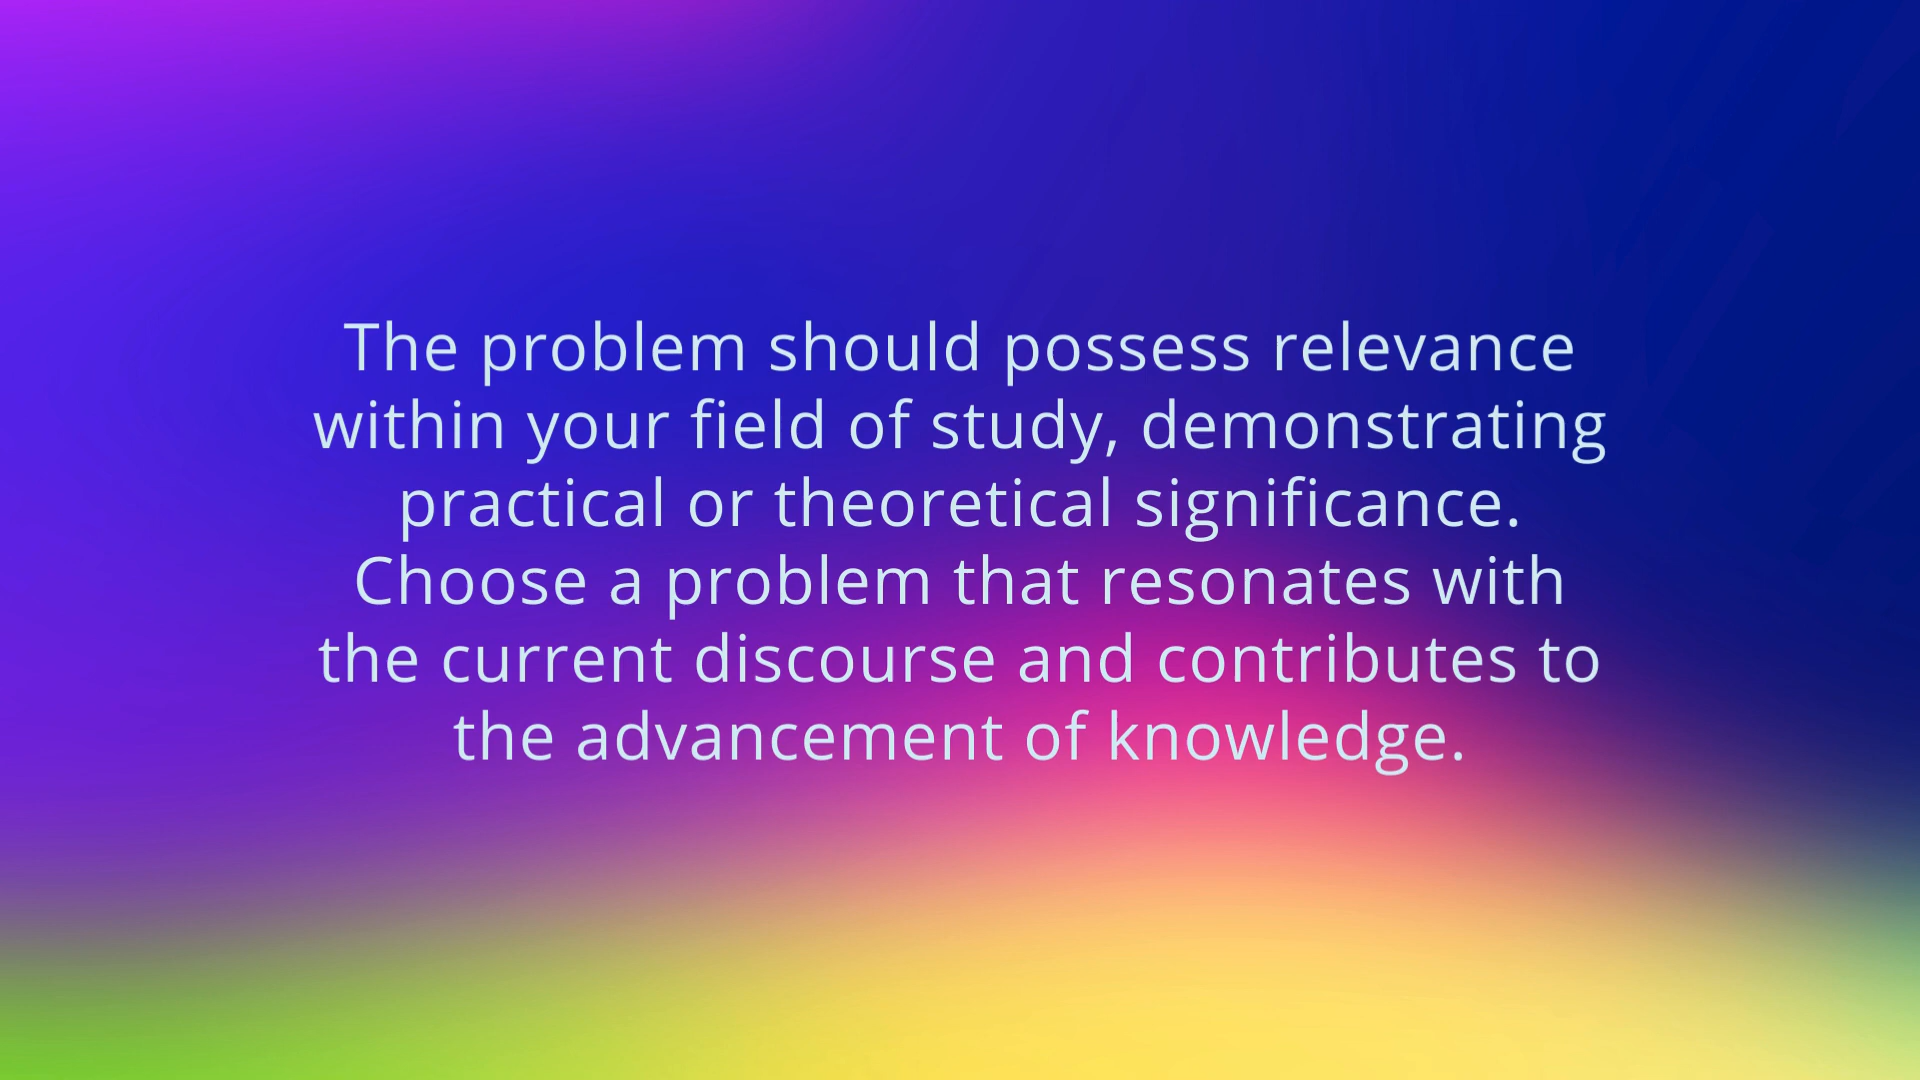 The problem should possess relevance
within your field of study, demonstrating
practical or theoretical significance.
Choose a problem that resonates with
the current discourse and contributes to
the advancement of knowledge.